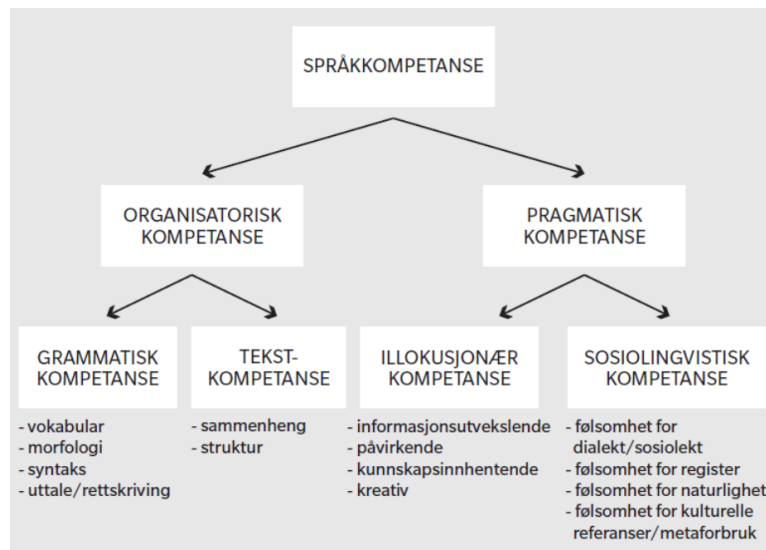 SPRÅKKOMPETANSE
ORGANISATORISK
KOMPETANSE
PRAGMATISK
KOMPETANSE
GRAMMATISK
KOMPETANSE
- vokabular
- morfologi
- syntaks
- uttale/rettskriving
TEKST-
KOMPETANSE
- sammenheng
- struktur
ILLOKUSJONÆR
KOMPETANSE
- informasjonsutvekslende
- påvirkende
- kunnskapsinnhentende
- kreativ
SOSIOLINGVISTISK
KOMPETANSE
- følsomhet for
dialekt/sosiolekt
- følsomhet for register
- følsomhet for naturlighet
- følsomhet for kulturelle
referanser/metaforbruk